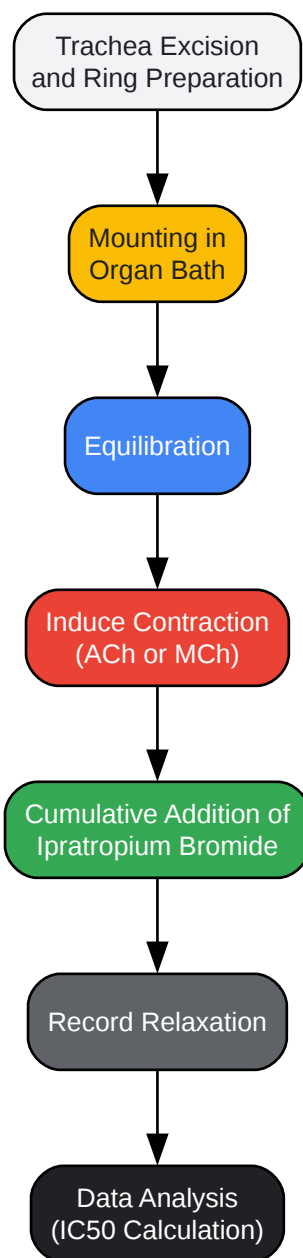 Trachea Excision
and Ring Preparation
Mounting in
Organ Bath
Equilibration
Induce Contraction
(ACh or MCh)
Cumulative Addition of
Ipratropium Bromide
Record Relaxation
Data Analysis
(IC50 Calculation)